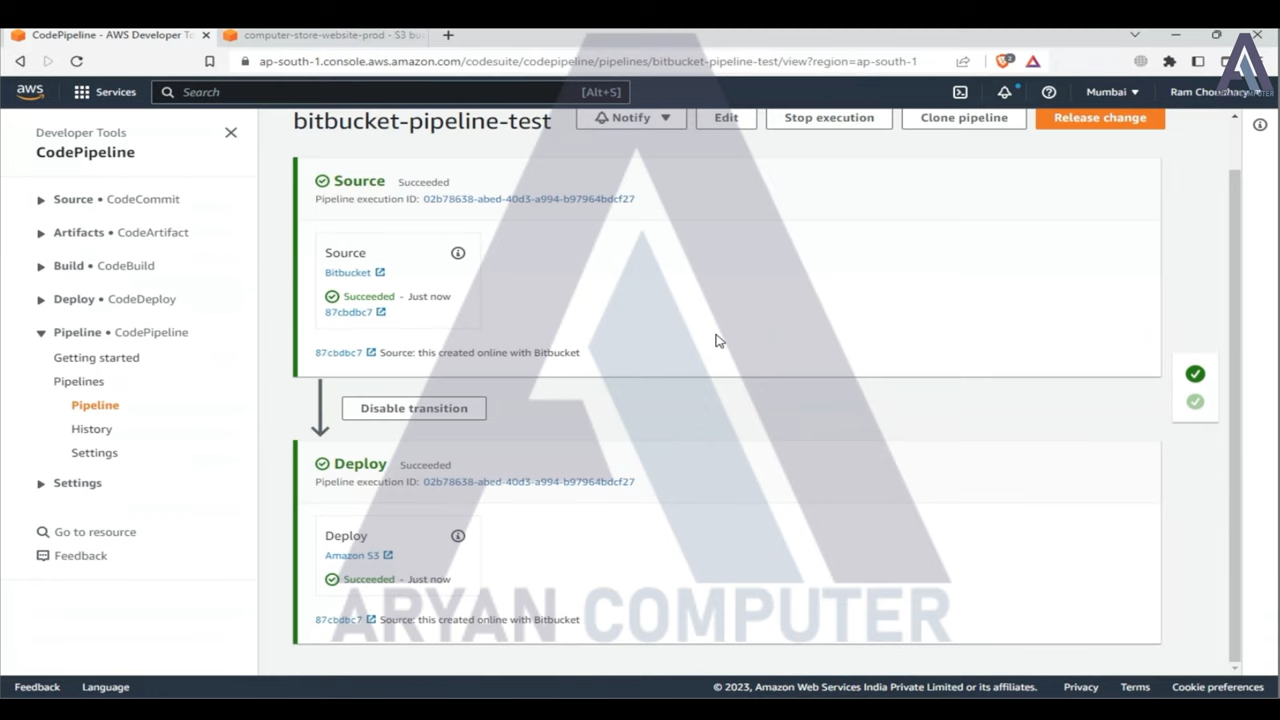 CodePipeline - AWS Developer To
computer-store-website-prod - S3 bu
ap-south-1.console.aws.amazon.com/codesuite/codepipeline/pipelines/bitbucket-pipeline-test/view?region=ap-south-1
2
aws
Services
Search
[Alt+S]
Mumbai
Ram Choudhary
ARYAN COMPUTER
Developer Tools
CodePipeline
Source • CodeCommit
Artifacts • CodeArtifact
Build • CodeBuild
Deploy • CodeDeploy
Pipeline • CodePipeline
Getting started
Pipelines
Pipeline
History
Settings
Settings
Go to resource
Feedback
bitbucket-pipeline-test
Notify
Edit
Stop execution
Clone pipeline
Release change
Source Succeeded
Pipeline execution ID: 02b78638-abed-40d3-a994-b97964bdcf27
Source
Bitbucket
Succeeded - Just now
87cbdbc7
87cbdbc7 Source: this created online with Bitbucket
Disable transition
Deploy Succeeded
Pipeline execution ID: 02b78638-abed-40d3-a994-b97964bdcf27
Deploy
Amazon S3
Succeeded - Just now
87cbdbc7 Source: this created online with Bitbucket
ARYAN COMPUTER
Feedback
Language
© 2023, Amazon Web Services India Private Limited or its affiliates.
Privacy
Terms
Cookie preferences